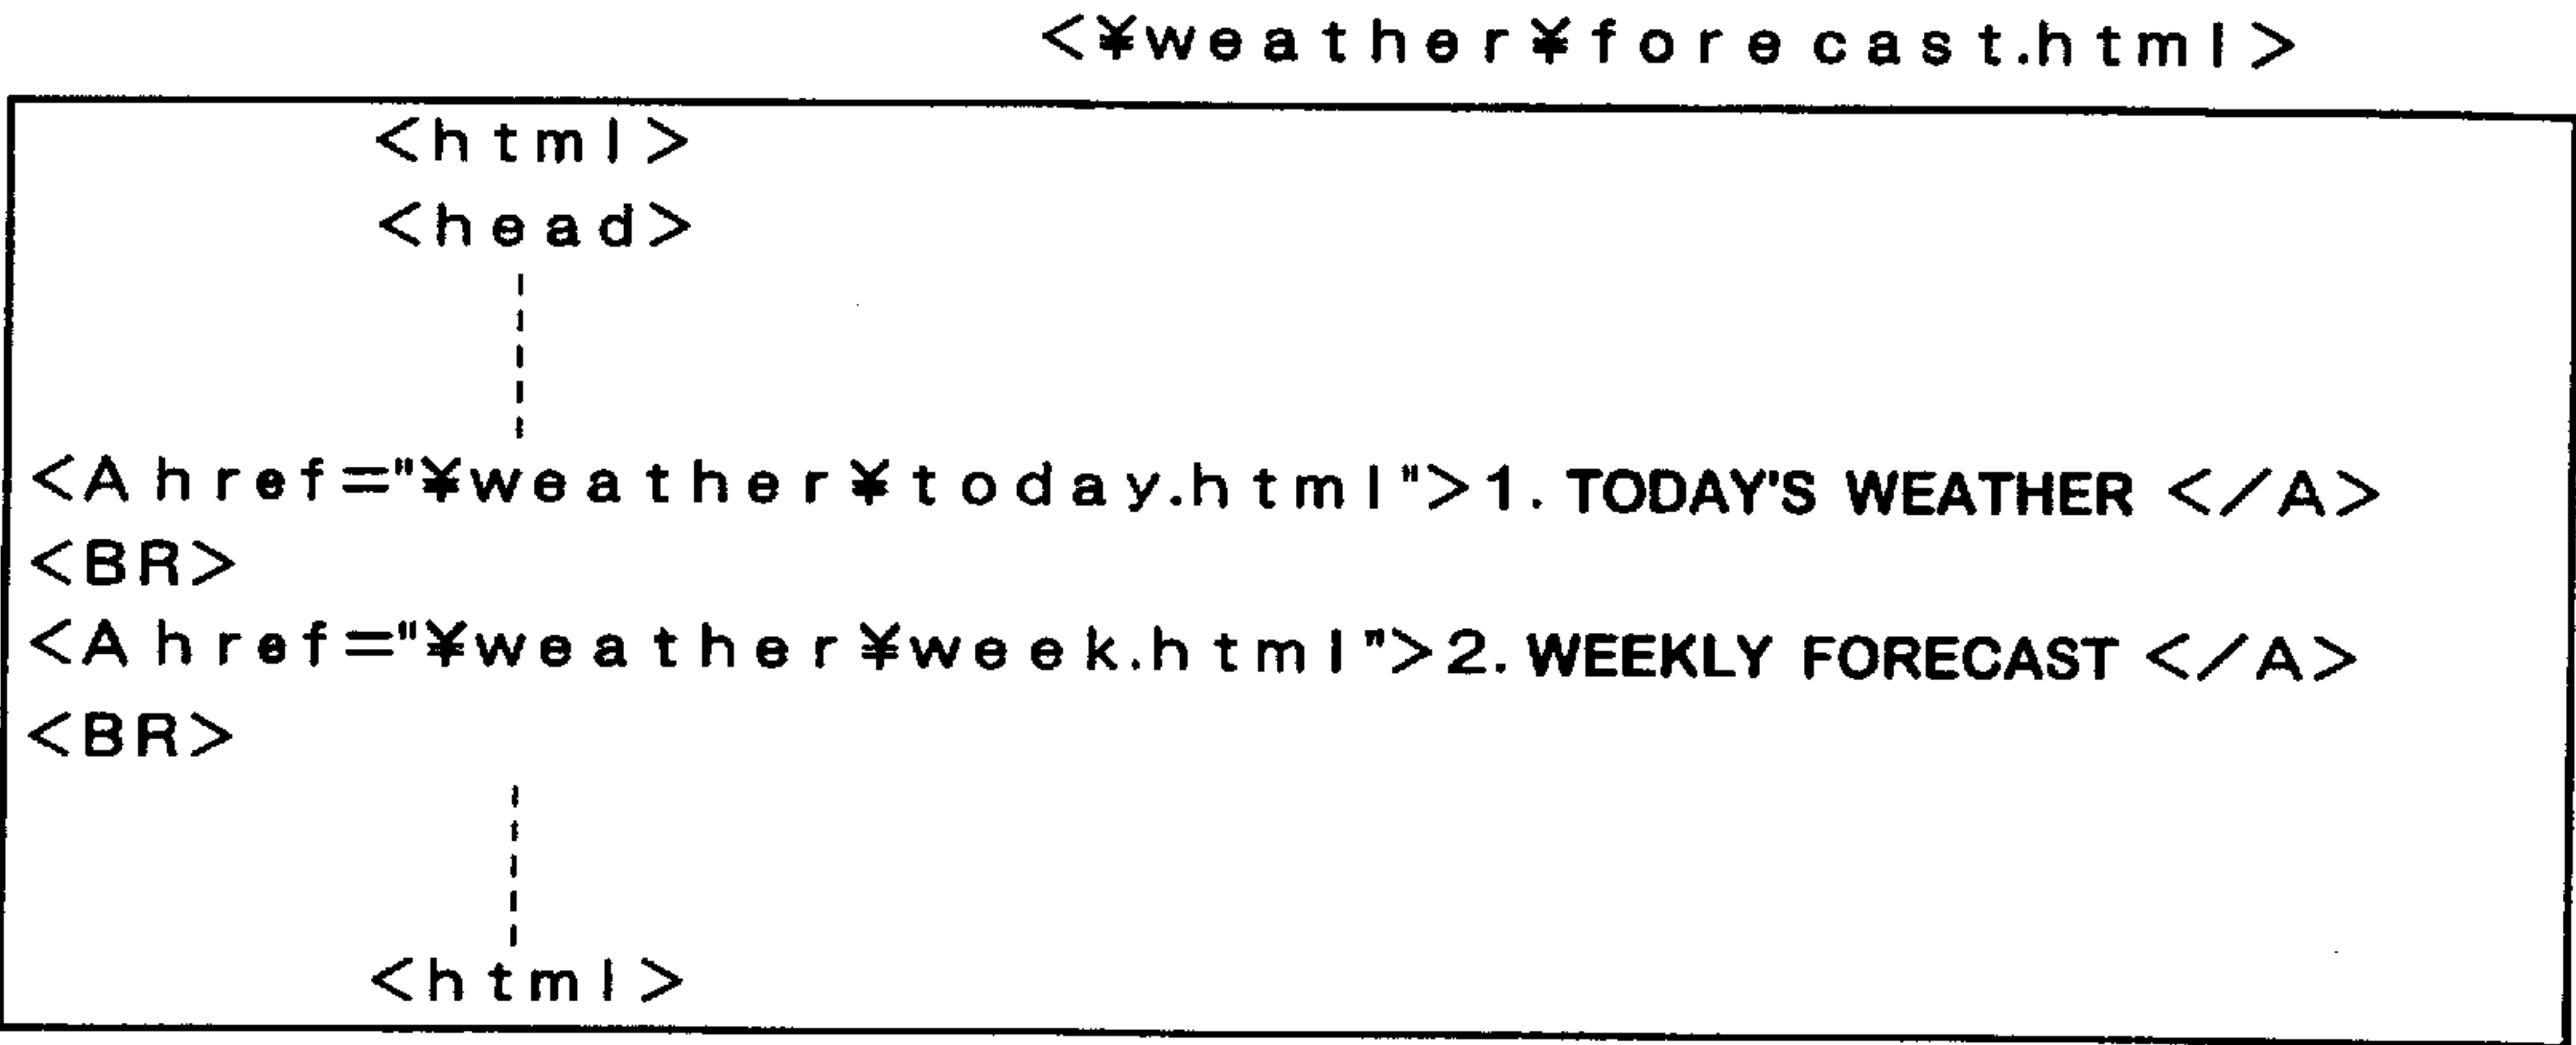 <¥weather¥forecast.html>
<html>
<head>
<A href="¥weather¥today.html">1. TODAY'S WEATHER </A>
<BR>
<A href="¥weather¥week.html">2. WEEKLY FORECAST </A>
<BR>
<html>